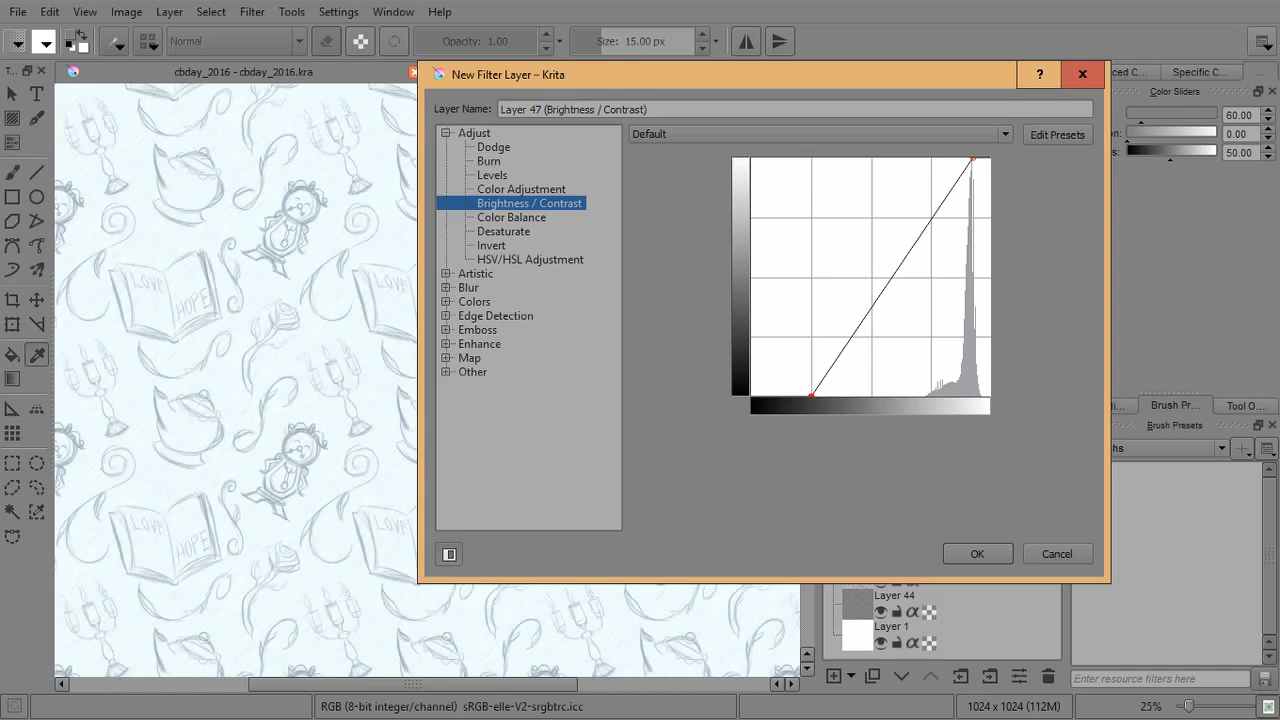 File Edit View Image Layer Select Filter Tools Settings Window Help
Normal Opacity: 1.00 Size: 15.00 px
T... cbday_2016 - cbday_2016.kra
New Filter Layer – Krita ? x
Specific C...
Color Sliders
60.00
0.00
50.00
Layer Name: Layer 47 (Brightness / Contrast)
Adjust
Dodge
Burn
Levels
Color Adjustment
Brightness / Contrast
Color Balance
Desaturate
Invert
HSV/HSL Adjustment
Artistic
Blur
Colors
Edge Detection
Emboss
Enhance
Map
Other
Default Edit Presets
OK Cancel
LOVE
HOPE
LOVE
LOVE
HOPE
LOVE
Brush Pr... Tool O...
Brush Presets
Layer 44
Layer 1
Enter resource filters here
RGB (8-bit integer/channel) sRGB-elle-V2-srgbtrc.icc 1024 x 1024 (112M) 25%